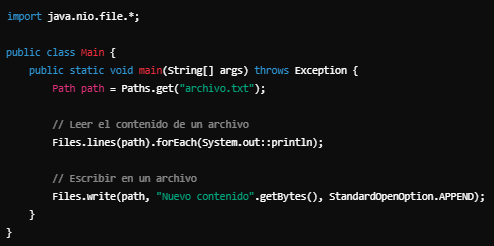 import java.nio.file.*;

public class Main {
    public static void main(String[] args) throws Exception {
        Path path = Paths.get("archivo.txt");

        // Leer el contenido de un archivo
        Files.lines(path).forEach(System.out::println);

        // Escribir en un archivo
        Files.write(path, "Nuevo contenido".getBytes(), StandardOpenOption.APPEND);
    }
}